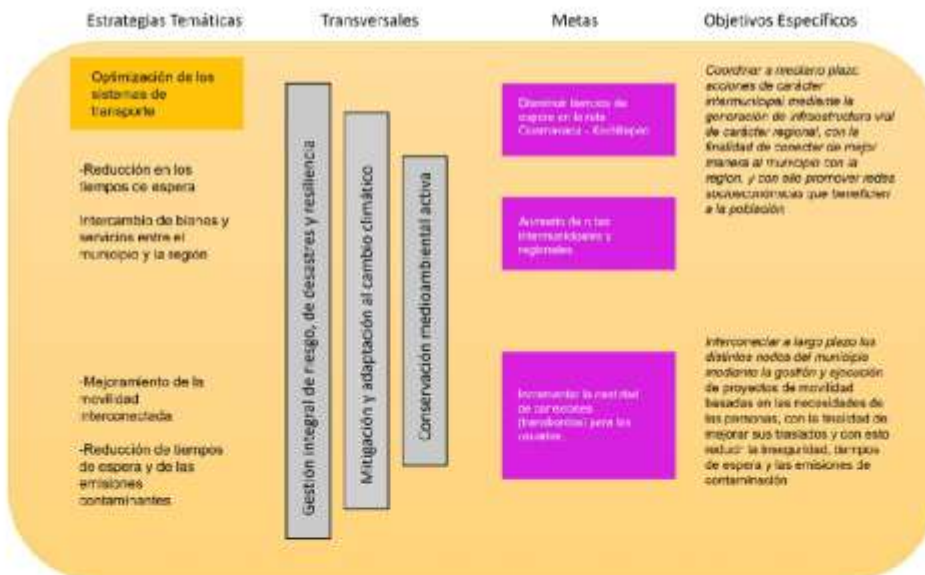 Estrategias Temáticas
Transversales
Metas
Objetivos Específicos
Optimización de los
sistemas de
transporte
-Reducción en los
tiempos de espera
Intercambio de bienes y
servicios entre el
municipio y la región
-Mejoramiento de la
movilidad
interconectada
-Reducción de tiempos
de espera y de las
emisiones
contaminantes
Gestión integral de riesgo, de desastres y resiliencia
Mitigación y adaptación al cambio climático
Conservación medioambiental activa
Disminuir tiempos de
espera en la ruta
Cuernavaca - Xochitepec
Aumento de rutas
intermunicipales y
regionales
Incrementar la cantidad
de conexiones
(transbordos) para los
usuarios.
Coordinar a mediano plazo
acciones de carácter
intermunicipal mediante la
generación de infraestructura vial
de carácter regional, con la
finalidad de conectar de mejor
manera al municipio con la
región, y con ello promover redes
socioeconómicas que beneficien
a la población
Interconectar a largo plazo los
distintos nodos del municipio
mediante la gestión y ejecución
de proyectos de movilidad
basadas en las necesidades de
las personas, con la finalidad de
mejorar sus traslados y con esto
reducir la inseguridad, tiempos
de espera y las emisiones de
contaminación